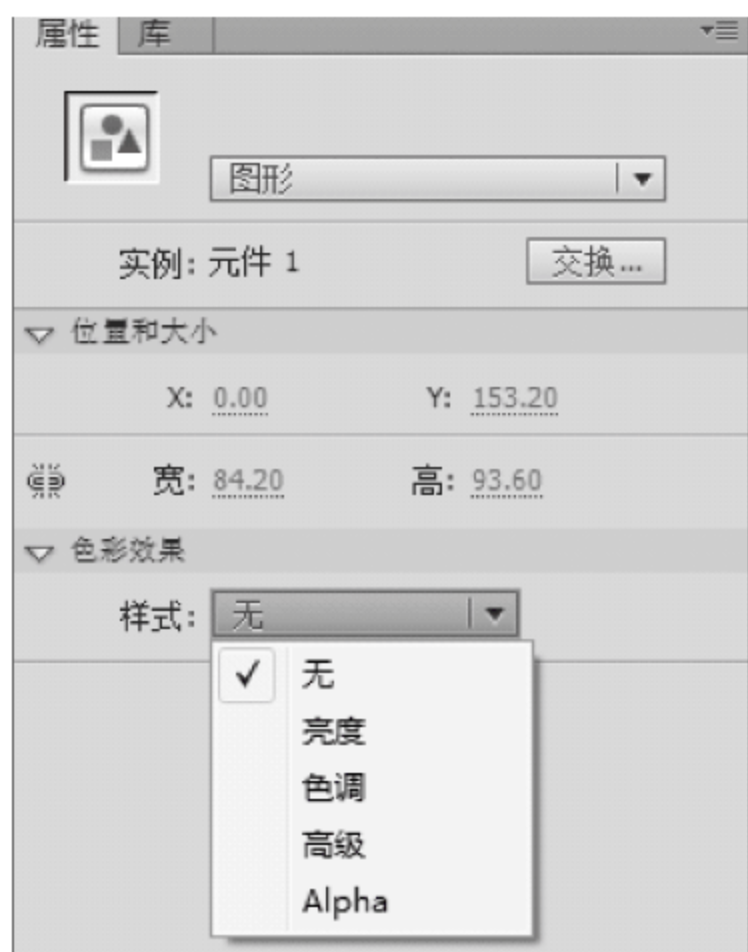 属性 库
图形
实例: 元件 1 交换...
位置和大小
X: 0.00 Y: 153.20
宽: 84.20 高: 93.60
色彩效果
样式: 无
无
亮度
色调
高级
Alpha